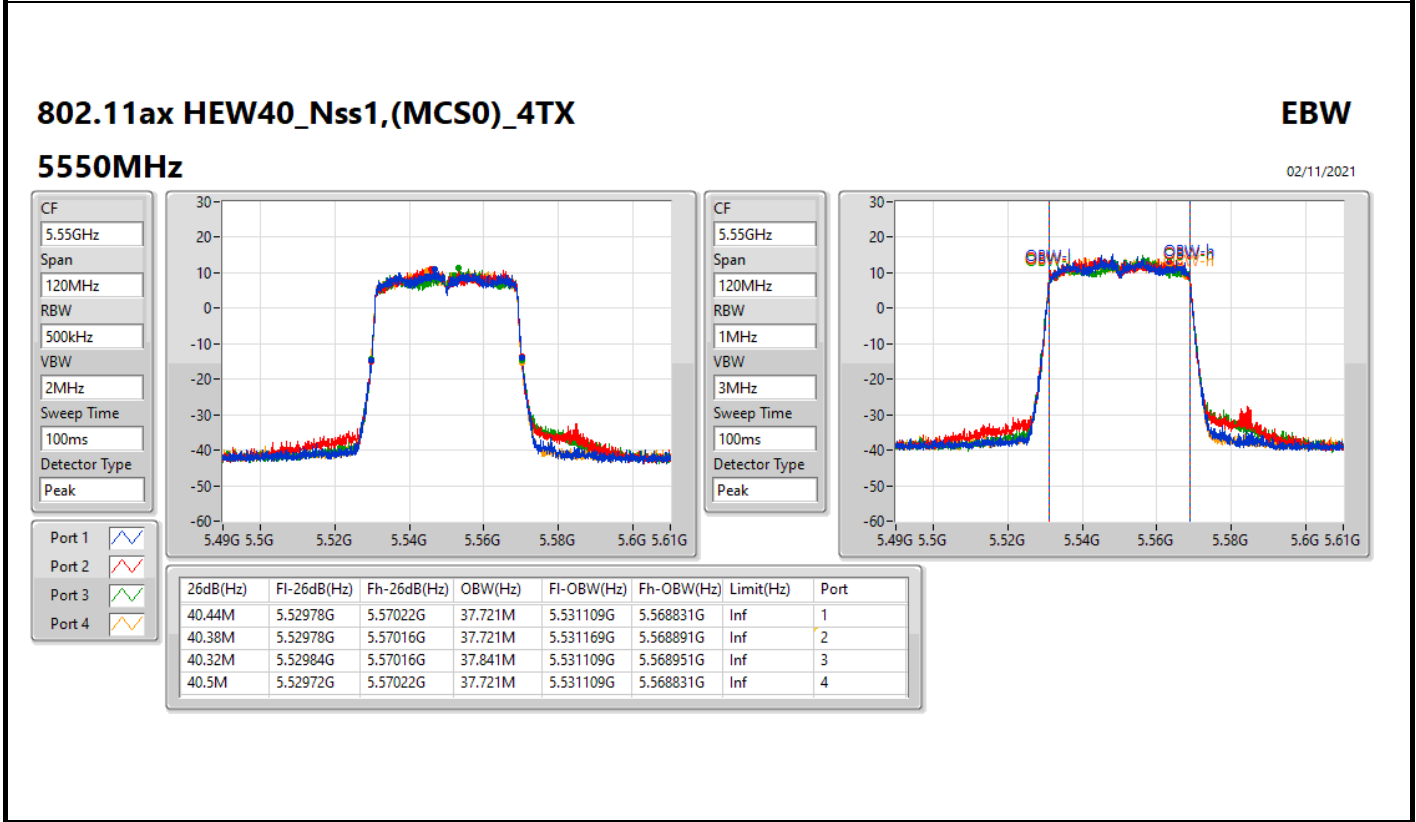 802.11ax HEW40_Nss1,(MCS0)_4TX
EBW
5550MHz
02/11/2021
CF
5.55GHz
Span
120MHz
RBW
500kHz
VBW
2MHz
Sweep Time
100ms
Detector Type
Peak
30
20
10
0
-10
-20
-30
-40
-50
-60
5.49G 5.5G 5.52G 5.54G 5.56G 5.58G 5.6G 5.61G
CF
5.55GHz
Span
120MHz
RBW
1MHz
VBW
3MHz
Sweep Time
100ms
Detector Type
Peak
30
20
10
0
-10
-20
-30
-40
-50
-60
OBW-l OBW-h
5.49G 5.5G 5.52G 5.54G 5.56G 5.58G 5.6G 5.61G
Port 1
Port 2
Port 3
Port 4
26dB(Hz) Fl-26dB(Hz) Fh-26dB(Hz) OBW(Hz) Fl-OBW(Hz) Fh-OBW(Hz) Limit(Hz) Port
40.44M 5.52978G 5.57022G 37.721M 5.531109G 5.568831G Inf 1
40.38M 5.52978G 5.57016G 37.721M 5.531169G 5.568891G Inf 2
40.32M 5.52984G 5.57016G 37.841M 5.531109G 5.568951G Inf 3
40.5M 5.52972G 5.57022G 37.721M 5.531109G 5.568831G Inf 4